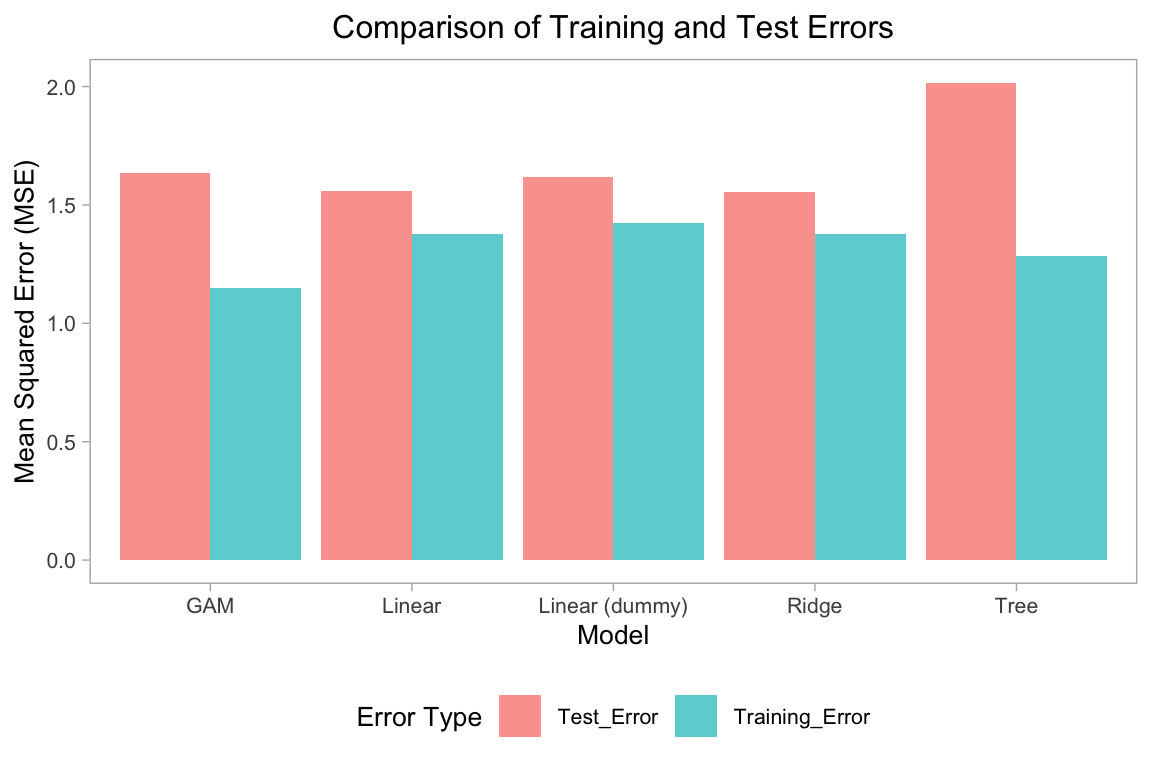 Comparison of Training and Test Errors
Mean Squared Error (MSE)
2.0
1.5
1.0
0.5
0.0
GAM Linear Linear (dummy) Ridge Tree
Model
Error Type Test_Error Training_Error